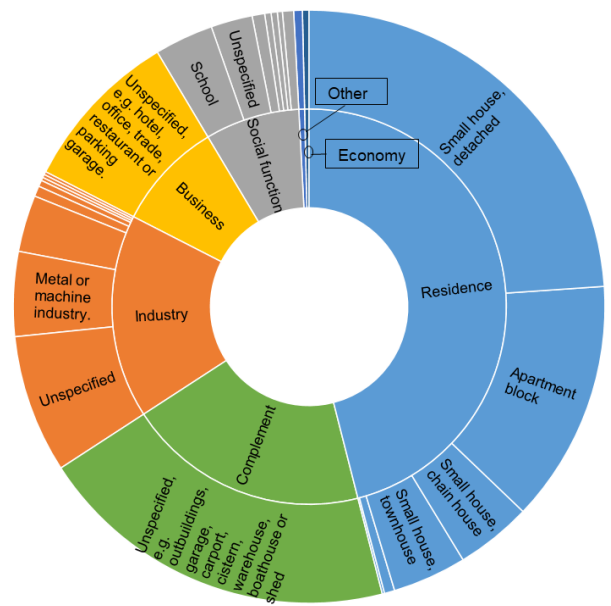 Small house,
detached
Apartment
block
Small house,
chain house
Small house,
townhouse
Residence
Unspecified,
e.g.
outbuildings,
garage,
carport,
cistern,
warehouse,
boathouse or
shed
Complement
Unspecified
Metal or
machine
industry.
Industry
Unspecified,
e.g. hotel,
office, trade,
restaurant or
parking
garage.
Business
School
Unspecified
Social function
Other
Economy